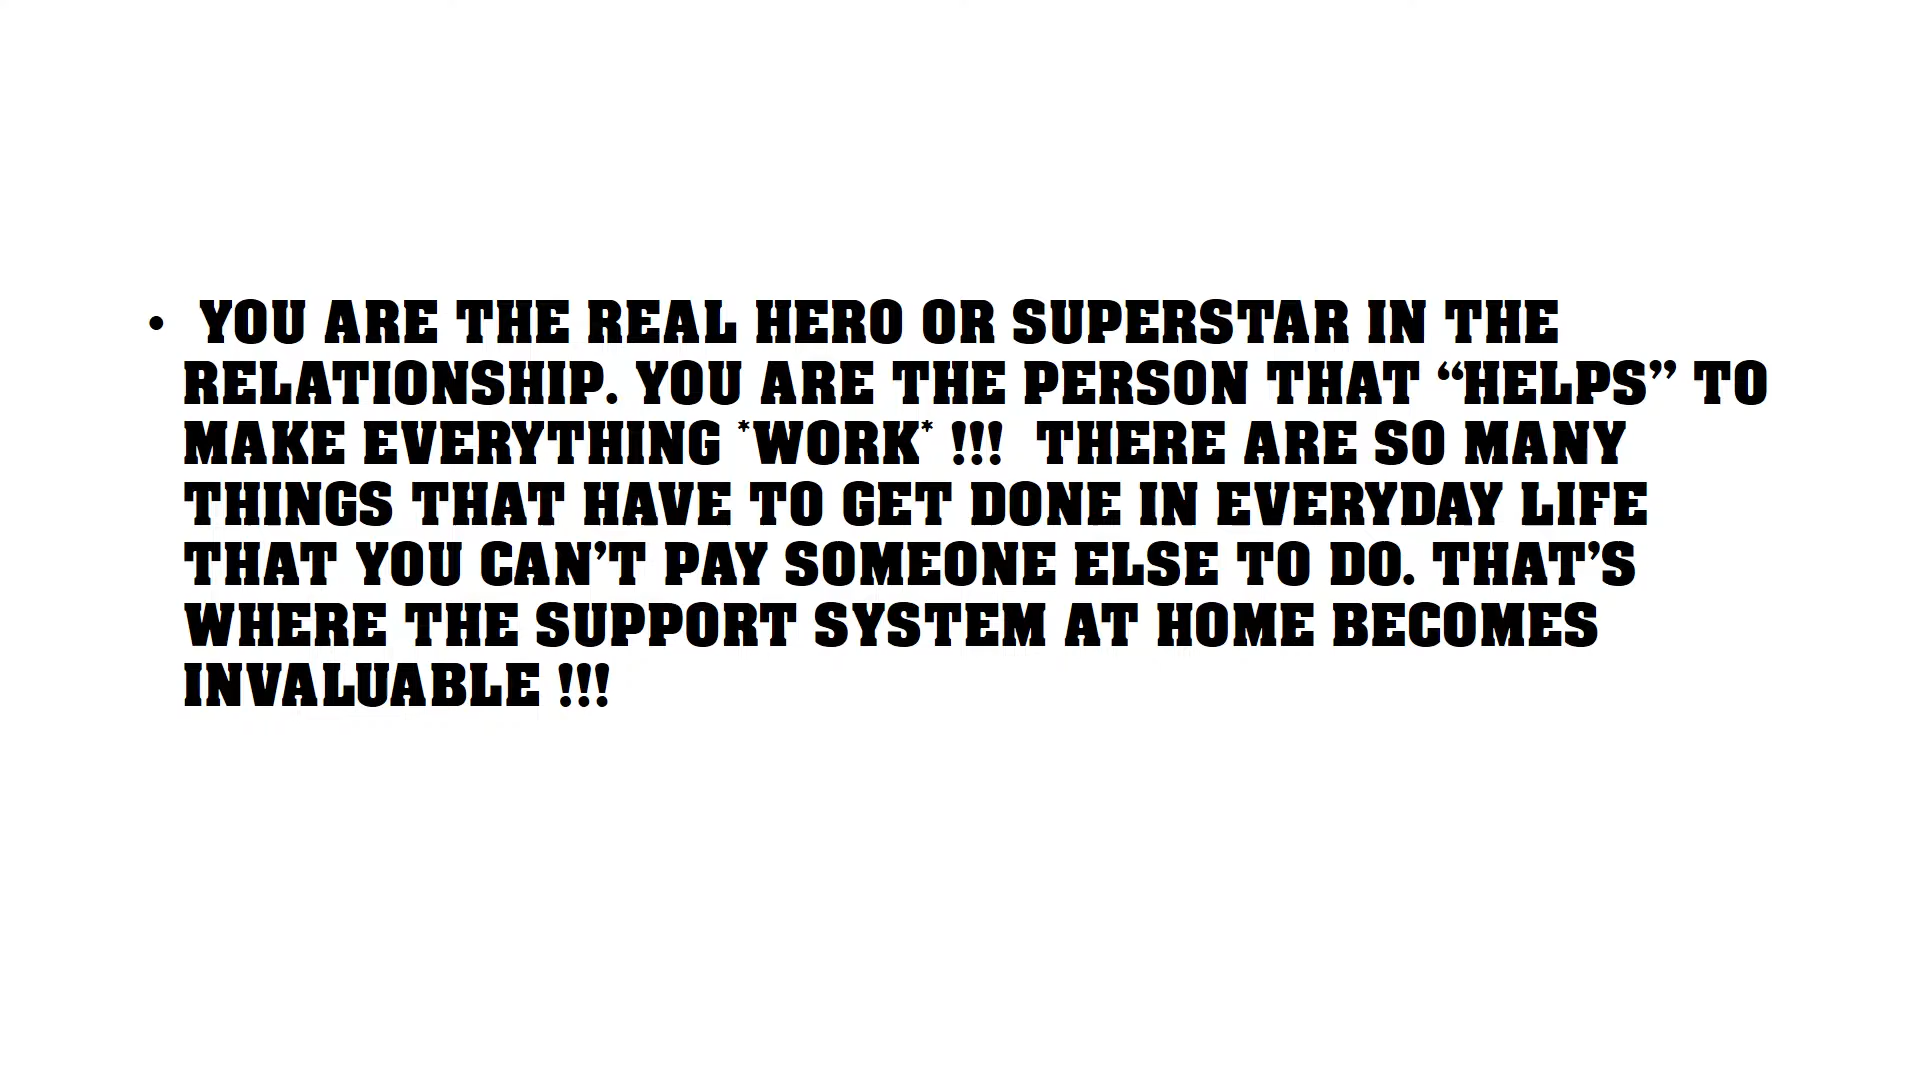 • YOU ARE THE REAL HERO OR SUPERSTAR IN THE
RELATIONSHIP. YOU ARE THE PERSON THAT “HELPS” TO
MAKE EVERYTHING *WORK* !!!  THERE ARE SO MANY
THINGS THAT HAVE TO GET DONE IN EVERYDAY LIFE
THAT YOU CAN’T PAY SOMEONE ELSE TO DO. THAT’S
WHERE THE SUPPORT SYSTEM AT HOME BECOMES
INVALUABLE !!!